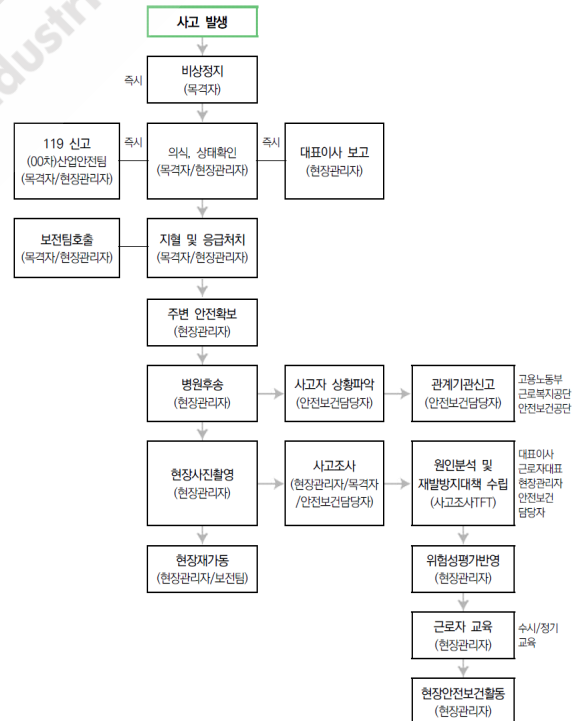 사고 발생
즉시
비상정지
(목격자)
119 신고
(00차)산업안전팀
(목격자/현장관리자)
즉시
의식, 상태확인
(목격자/현장관리자)
즉시
대표이사 보고
(현장관리자)
보전팀호출
(목격자/현장관리자)
지혈 및 응급처치
(목격자/현장관리자)
주변 안전확보
(현장관리자)
병원후송
(현장관리자)
사고자 상황파악
(안전보건담당자)
관계기관신고
(안전보건담당자)
고용노동부
근로복지공단
안전보건공단
현장사진촬영
(현장관리자)
사고조사
(현장관리자/목격자
/안전보건담당자)
원인분석 및
재발방지대책 수립
(사고조사TFT)
대표이사
근로자대표
현장관리자
안전보건
담당자
현장재가동
(현장관리자/보전팀)
위험성평가반영
(현장관리자)
근로자 교육
(현장관리자)
수시/정기
교육
현장안전보건활동
(현장관리자)